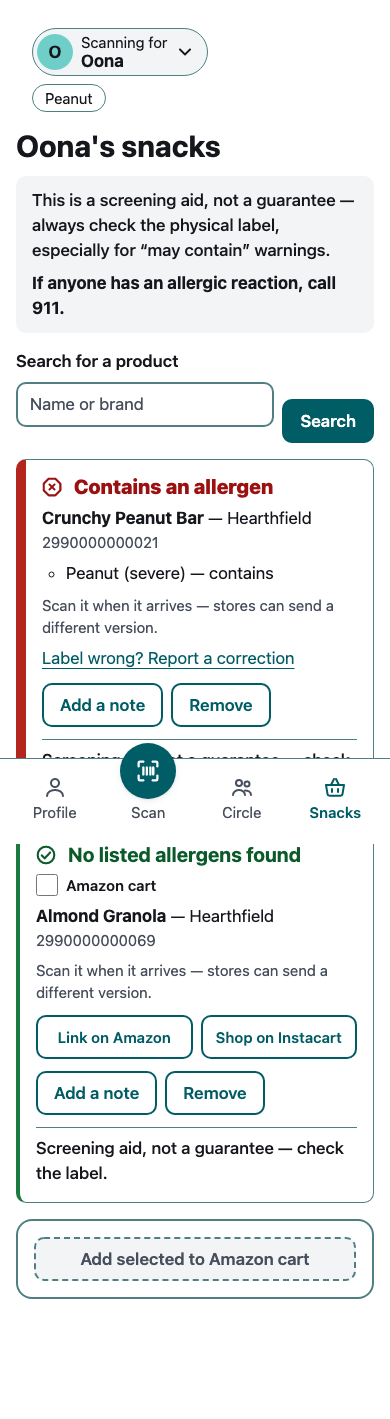 O
Scanning for
Oona
Peanut
Oona's snacks
This is a screening aid, not a guarantee —
always check the physical label,
especially for “may contain” warnings.
If anyone has an allergic reaction, call
911.
Search for a product
Name or brand
Search
Contains an allergen
Crunchy Peanut Bar — Hearthfield
2990000000021
Peanut (severe) — contains
Scan it when it arrives — stores can send a
different version.
Label wrong? Report a correction
Add a note
Remove
Profile
Scan
Circle
Snacks
No listed allergens found
Amazon cart
Almond Granola — Hearthfield
2990000000069
Scan it when it arrives — stores can send a
different version.
Link on Amazon
Shop on Instacart
Add a note
Remove
Screening aid, not a guarantee — check
the label.
Add selected to Amazon cart